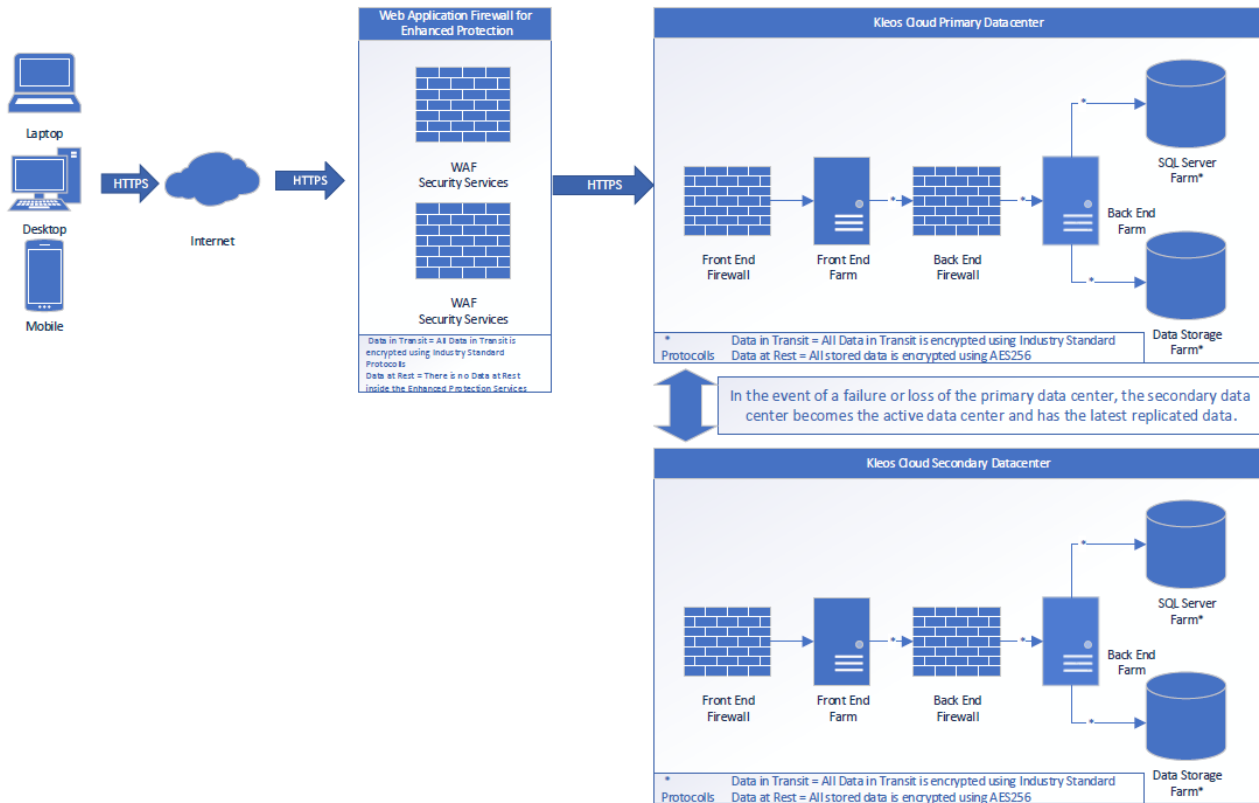 Laptop
Desktop
Mobile
HTTPS
Internet
HTTPS
Web Application Firewall for
Enhanced Protection
WAF
Security Services
WAF
Security Services
Data in Transit = All Data in Transit is
encrypted using Industry Standard
Protocolls
Data at Rest = There is no Data at Rest
inside the Enhanced Protection Services
HTTPS
Kleos Cloud Primary Datacenter
Front End
Firewall
Front End
Farm
*
Back End
Firewall
*
Back End
Farm
*
SQL Server
Farm*
*
Data Storage
Farm*
* Data in Transit = All Data in Transit is encrypted using Industry Standard
Protocolls Data at Rest = All stored data is encrypted using AES256
In the event of a failure or loss of the primary data center, the secondary data
center becomes the active data center and has the latest replicated data.
Kleos Cloud Secondary Datacenter
Front End
Firewall
Front End
Farm
*
Back End
Firewall
*
Back End
Farm
*
SQL Server
Farm*
*
Data Storage
Farm*
* Data in Transit = All Data in Transit is encrypted using Industry Standard
Protocolls Data at Rest = All stored data is encrypted using AES256